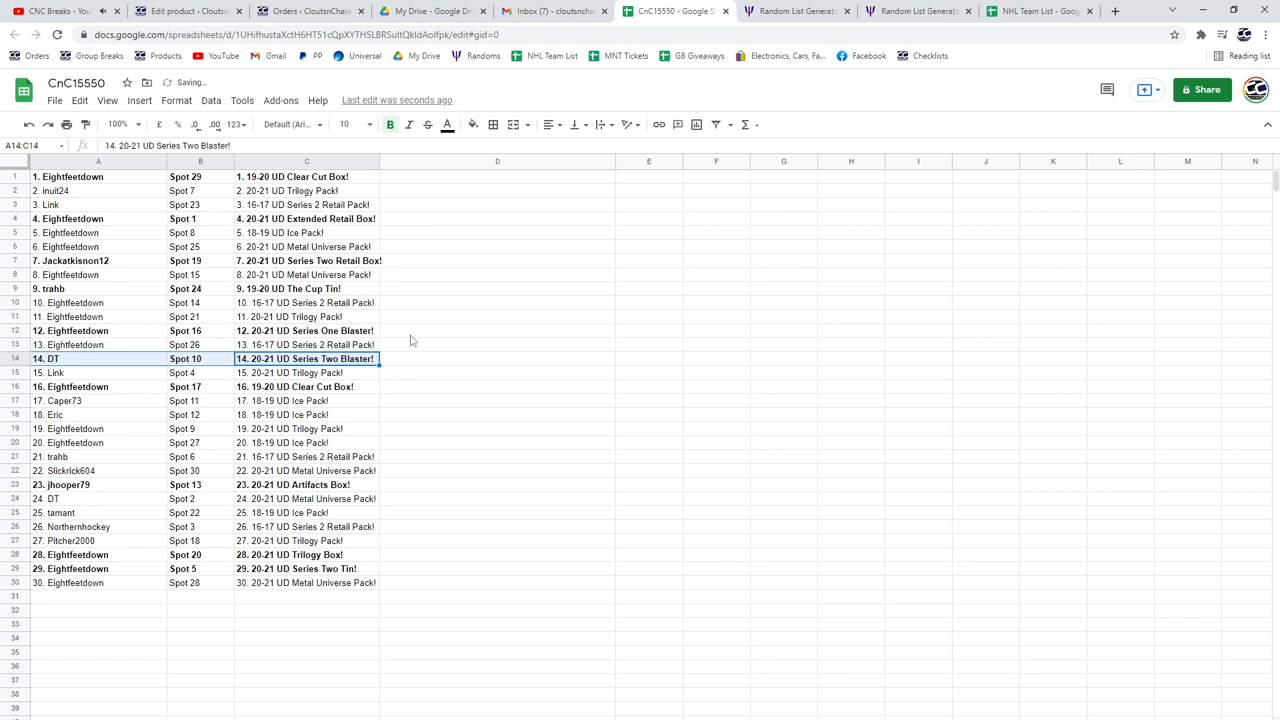 CNC Breaks - You
Edit product ‹ CloutsnChara
Orders ‹ CloutsnCharac
My Drive - Google Dri
Inbox (7) - cloutsnchar
CnC15550 - Google Sh
Random List Generato
Random List Generato
NHL Team List - Goog
docs.google.com/spreadsheets/d/1UHifhustaXctH6HT51cQpXYTH5LBRSultQkldAoIfpk/edit#gid=0
Orders
Group Breaks
Products
YouTube
Gmail
PP
Universal
My Drive
Randoms
NHL Team List
MNT Tickets
GB Giveaways
Electronics, Cars, Fa...
Facebook
Checklists
Reading list
CnC15550
Saving...
File Edit View Insert Format Data Tools Add-ons Help Last edit was seconds ago
Share
100% £ % .0 .00 123 Default (Ari... 10 B I S A
A14:C14 fx 14. 20-21 UD Series Two Blaster!
A B C D E F G H I J K L M N
1 1. Eightfeetdown Spot 29 1. 19-20 UD Clear Cut Box!
2 2. inuit24 Spot 7 2. 20-21 UD Trilogy Pack!
3 3. Link Spot 23 3. 16-17 UD Series 2 Retail Pack!
4 4. Eightfeetdown Spot 1 4. 20-21 UD Extended Retail Box!
5 5. Eightfeetdown Spot 8 5. 18-19 UD Ice Pack!
6 6. Eightfeetdown Spot 25 6. 20-21 UD Metal Universe Pack!
7 7. Jackatkisnon12 Spot 19 7. 20-21 UD Series Two Retail Box!
8 8. Eightfeetdown Spot 15 8. 20-21 UD Metal Universe Pack!
9 9. trahb Spot 24 9. 19-20 UD The Cup Tin!
10 10. Eightfeetdown Spot 14 10. 16-17 UD Series 2 Retail Pack!
11 11. Eightfeetdown Spot 21 11. 20-21 UD Trilogy Pack!
12 12. Eightfeetdown Spot 16 12. 20-21 UD Series One Blaster!
13 13. Eightfeetdown Spot 26 13. 16-17 UD Series 2 Retail Pack!
14 14. DT Spot 10 14. 20-21 UD Series Two Blaster!
15 15. Link Spot 4 15. 20-21 UD Trilogy Pack!
16 16. Eightfeetdown Spot 17 16. 19-20 UD Clear Cut Box!
17 17. Caper73 Spot 11 17. 18-19 UD Ice Pack!
18 18. Eric Spot 12 18. 18-19 UD Ice Pack!
19 19. Eightfeetdown Spot 9 19. 20-21 UD Trilogy Pack!
20 20. Eightfeetdown Spot 27 20. 18-19 UD Ice Pack!
21 21. trahb Spot 6 21. 16-17 UD Series 2 Retail Pack!
22 22. Slickrick604 Spot 30 22. 20-21 UD Metal Universe Pack!
23 23. jhooper79 Spot 13 23. 20-21 UD Artifacts Box!
24 24. DT Spot 2 24. 20-21 UD Metal Universe Pack!
25 25. tamant Spot 22 25. 18-19 UD Ice Pack!
26 26. Northernhockey Spot 3 26. 16-17 UD Series 2 Retail Pack!
27 27. Pitcher2000 Spot 18 27. 20-21 UD Trilogy Pack!
28 28. Eightfeetdown Spot 20 28. 20-21 UD Trilogy Box!
29 29. Eightfeetdown Spot 5 29. 20-21 UD Series Two Tin!
30 30. Eightfeetdown Spot 28 30. 20-21 UD Metal Universe Pack!
31
32
33
34
35
36
37
38
39